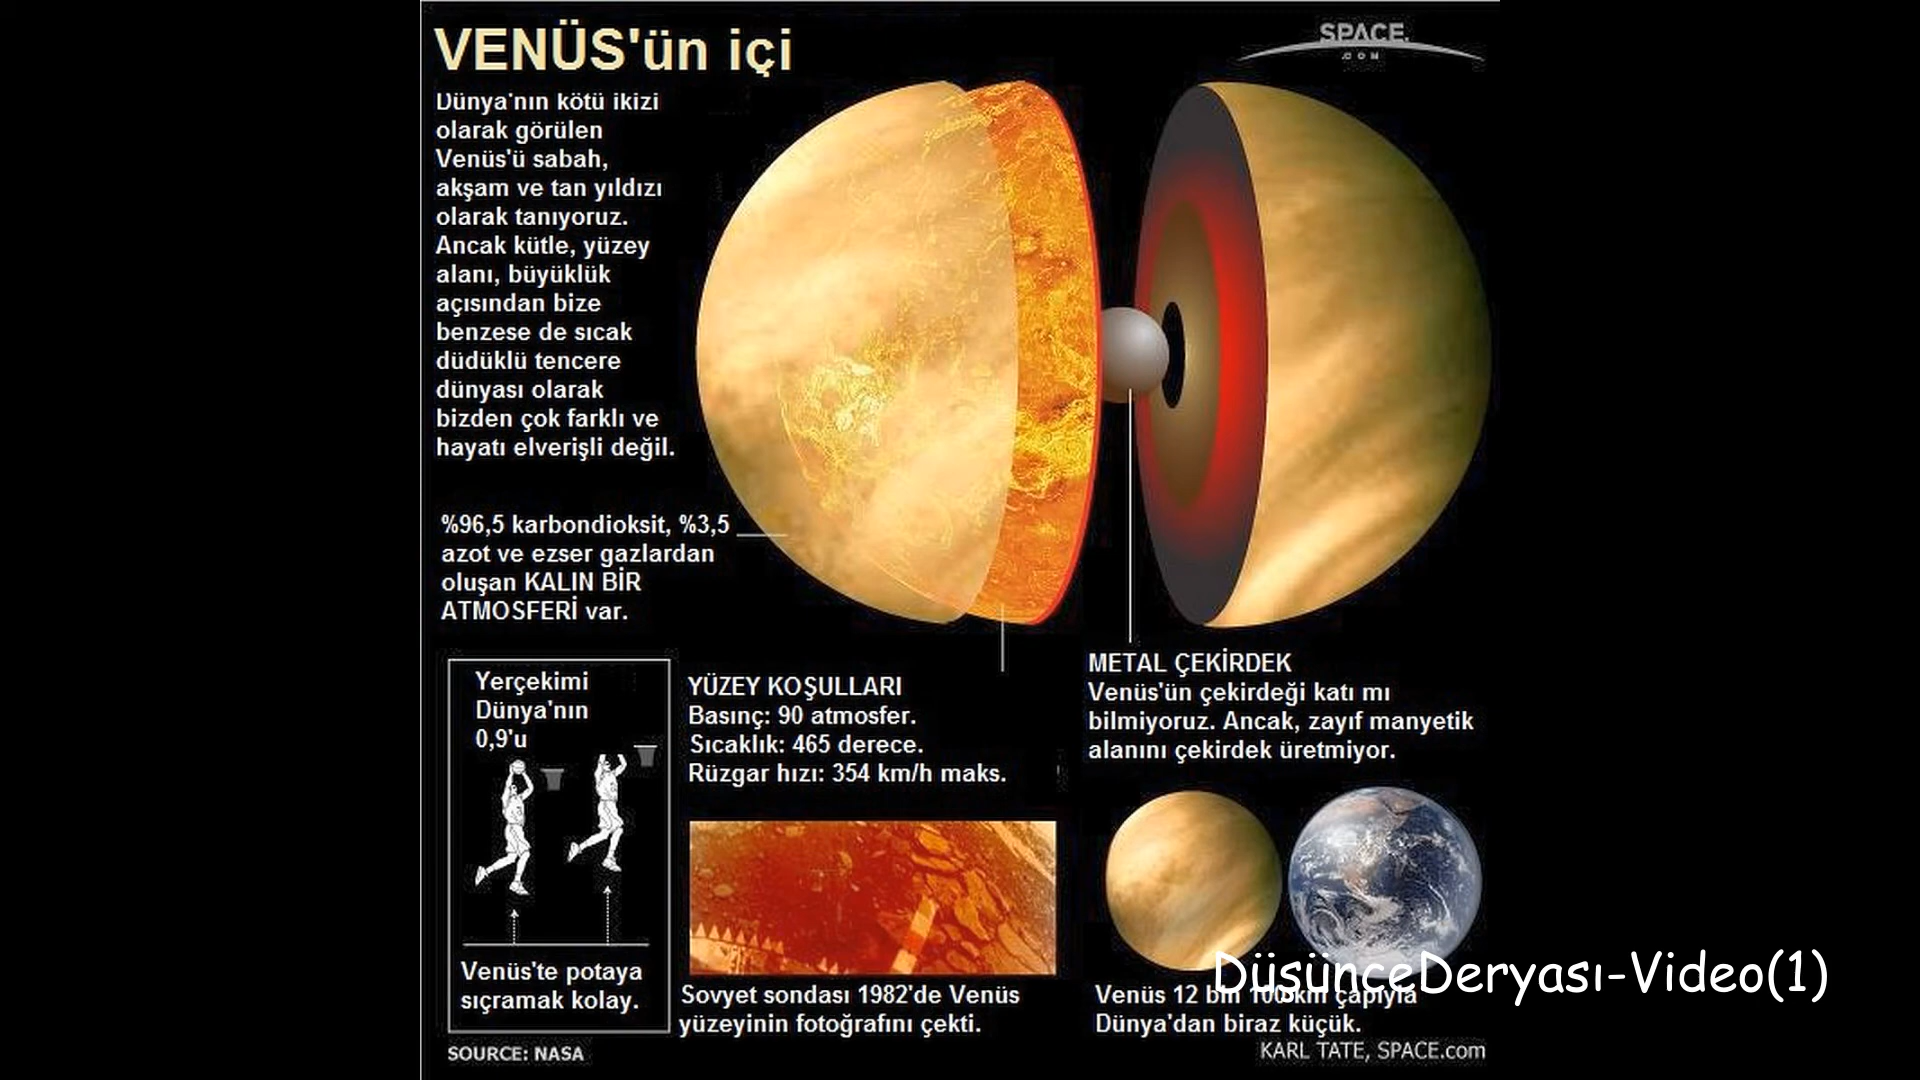 VENÜS'ün içi
SPACE.
.COM
Dünya'nın kötü ikizi
olarak görülen
Venüs'ü sabah,
akşam ve tan yıldızı
olarak tanıyoruz.
Ancak kütle, yüzey
alanı, büyüklük
açısından bize
benzese de sıcak
düdüklü tencere
dünyası olarak
bizden çok farklı ve
hayatı elverişli değil.
%96,5 karbondioksit, %3,5
azot ve ezser gazlardan
oluşan KALIN BİR
ATMOSFERİ var.
Yerçekimi
Dünya'nın
0,9'u
Venüs'te potaya
sıçramak kolay.
YÜZEY KOŞULLARI
Basınç: 90 atmosfer.
Sıcaklık: 465 derece.
Rüzgar hızı: 354 km/h maks.
METAL ÇEKİRDEK
Venüs'ün çekirdeği katı mı
bilmiyoruz. Ancak, zayıf manyetik
alanını çekirdek üretmiyor.
Sovyet sondası 1982'de Venüs
yüzeyinin fotoğrafını çekti.
DüsünceDeryası-Video(1)
Venüs 12 bin 100 km çapıyla
Dünya'dan biraz küçük.
SOURCE: NASA
KARL TATE, SPACE.com